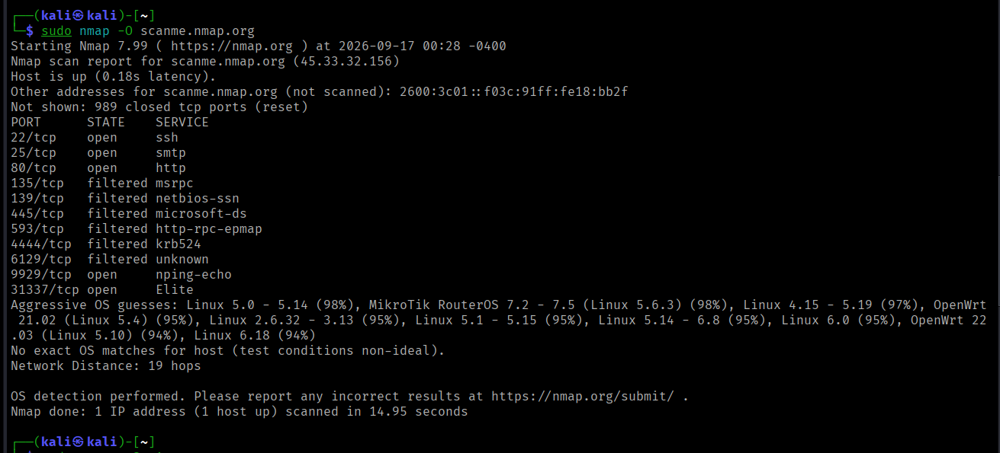 ┌──(kali㉿kali)-[~]
└─$ sudo nmap -O scanme.nmap.org
Starting Nmap 7.99 ( https://nmap.org ) at 2026-09-17 00:28 -0400
Nmap scan report for scanme.nmap.org (45.33.32.156)
Host is up (0.18s latency).
Other addresses for scanme.nmap.org (not scanned): 2600:3c01::f03c:91ff:fe18:bb2f
Not shown: 989 closed tcp ports (reset)
PORT      STATE    SERVICE
22/tcp    open     ssh
25/tcp    open     smtp
80/tcp    open     http
135/tcp   filtered msrpc
139/tcp   filtered netbios-ssn
445/tcp   filtered microsoft-ds
593/tcp   filtered http-rpc-epmap
4444/tcp  filtered krb524
6129/tcp  filtered unknown
9929/tcp  open     nping-echo
31337/tcp open     Elite
Aggressive OS guesses: Linux 5.0 - 5.14 (98%), MikroTik RouterOS 7.2 - 7.5 (Linux 5.6.3) (98%), Linux 4.15 - 5.19 (97%), OpenWrt
 21.02 (Linux 5.4) (95%), Linux 2.6.32 - 3.13 (95%), Linux 5.1 - 5.15 (95%), Linux 5.14 - 6.8 (95%), Linux 6.0 (95%), OpenWrt 22
.03 (Linux 5.10) (94%), Linux 6.18 (94%)
No exact OS matches for host (test conditions non-ideal).
Network Distance: 19 hops

OS detection performed. Please report any incorrect results at https://nmap.org/submit/ .
Nmap done: 1 IP address (1 host up) scanned in 14.95 seconds

┌──(kali㉿kali)-[~]